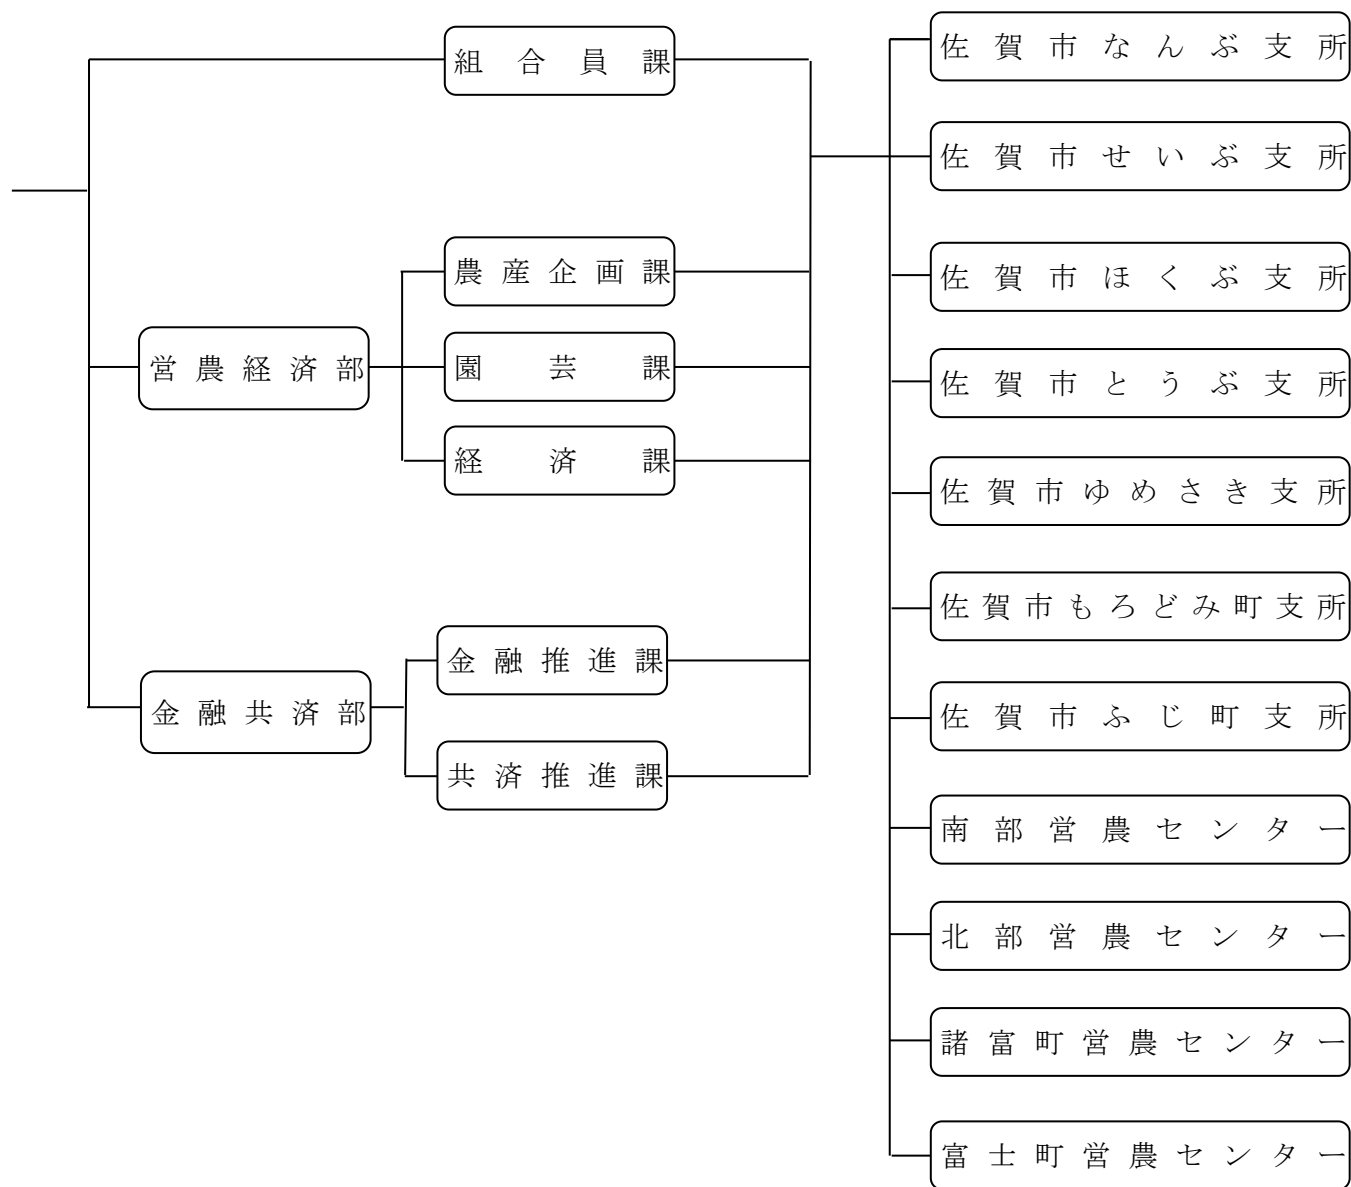 組合員課
営農経済部
農産企画課
園芸課
経済課
金融共済部
金融推進課
共済推進課
佐賀市なんぶ支所
佐賀市せいぶ支所
佐賀市ほくぶ支所
佐賀市とうぶ支所
佐賀市ゆめさき支所
佐賀市もろどみ町支所
佐賀市ふじ町支所
南部営農センター
北部営農センター
諸富町営農センター
富士町営農センター